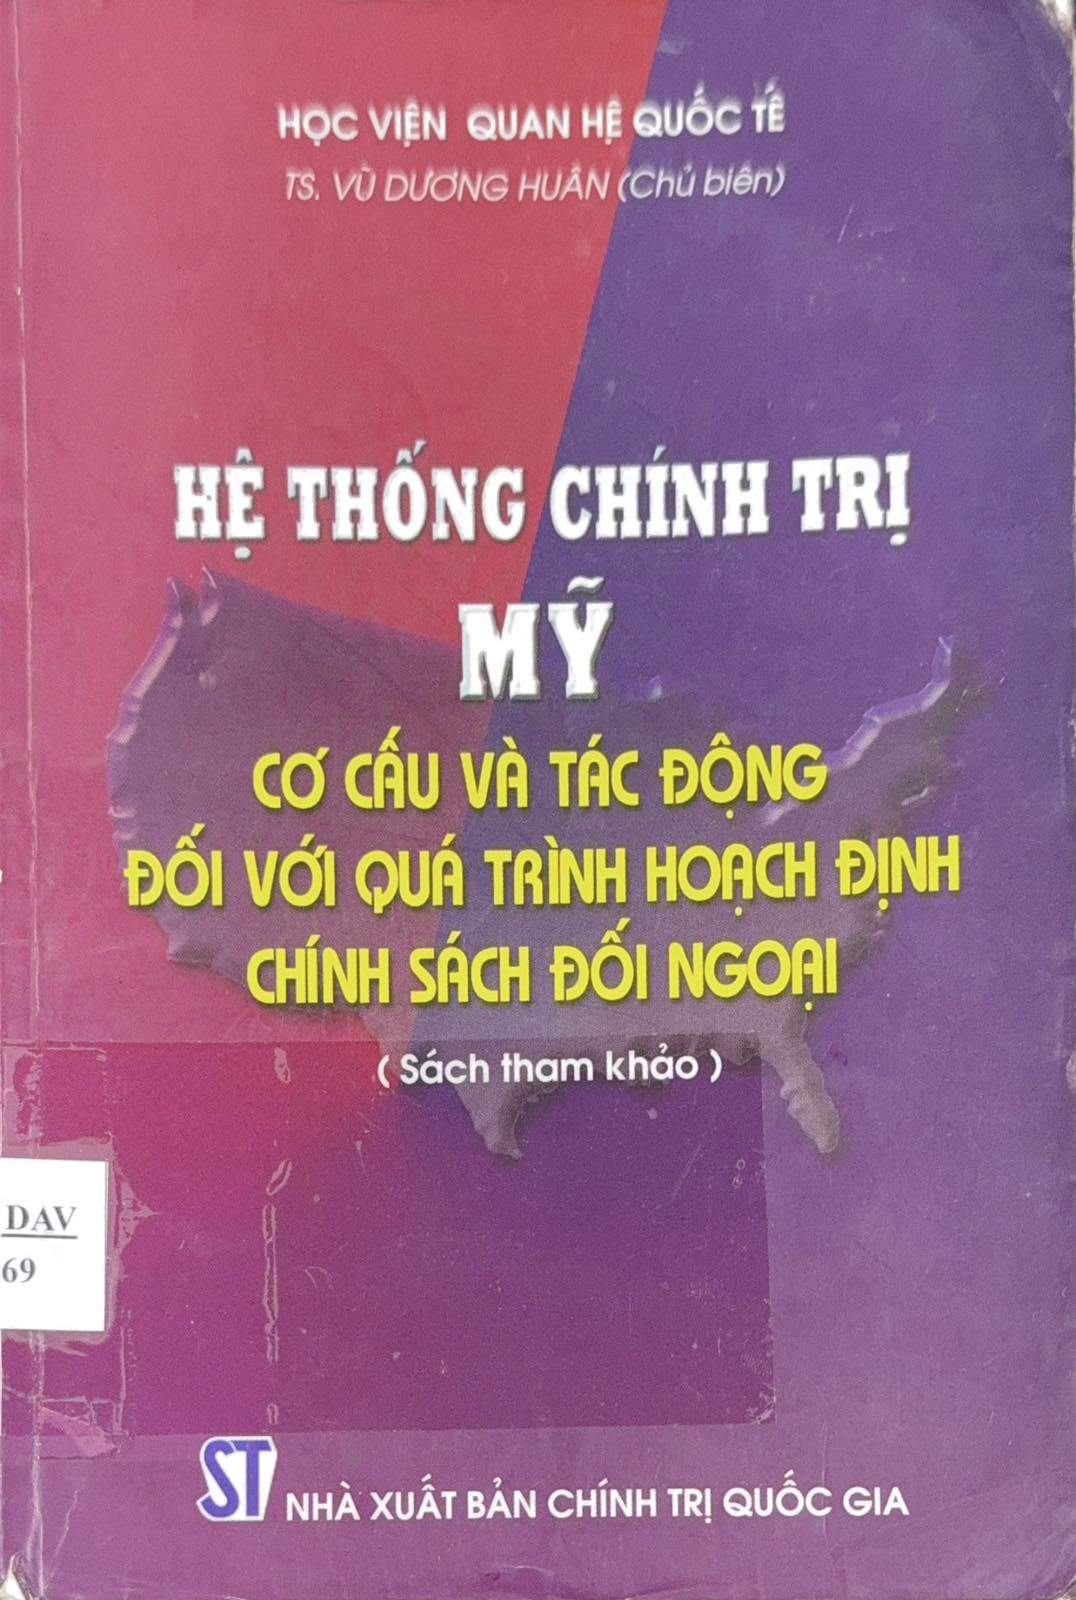 HỌC VIỆN QUAN HỆ QUỐC TẾ
TS. VŨ DƯƠNG HUÂN (Chủ biên)
HỆ THỐNG CHÍNH TRỊ
MỸ
CƠ CẤU VÀ TÁC ĐỘNG
ĐỐI VỚI QUÁ TRÌNH HOẠCH ĐỊNH
CHÍNH SÁCH ĐỐI NGOẠI
( Sách tham khảo )
DAV
69
ST NHÀ XUẤT BẢN CHÍNH TRỊ QUỐC GIA